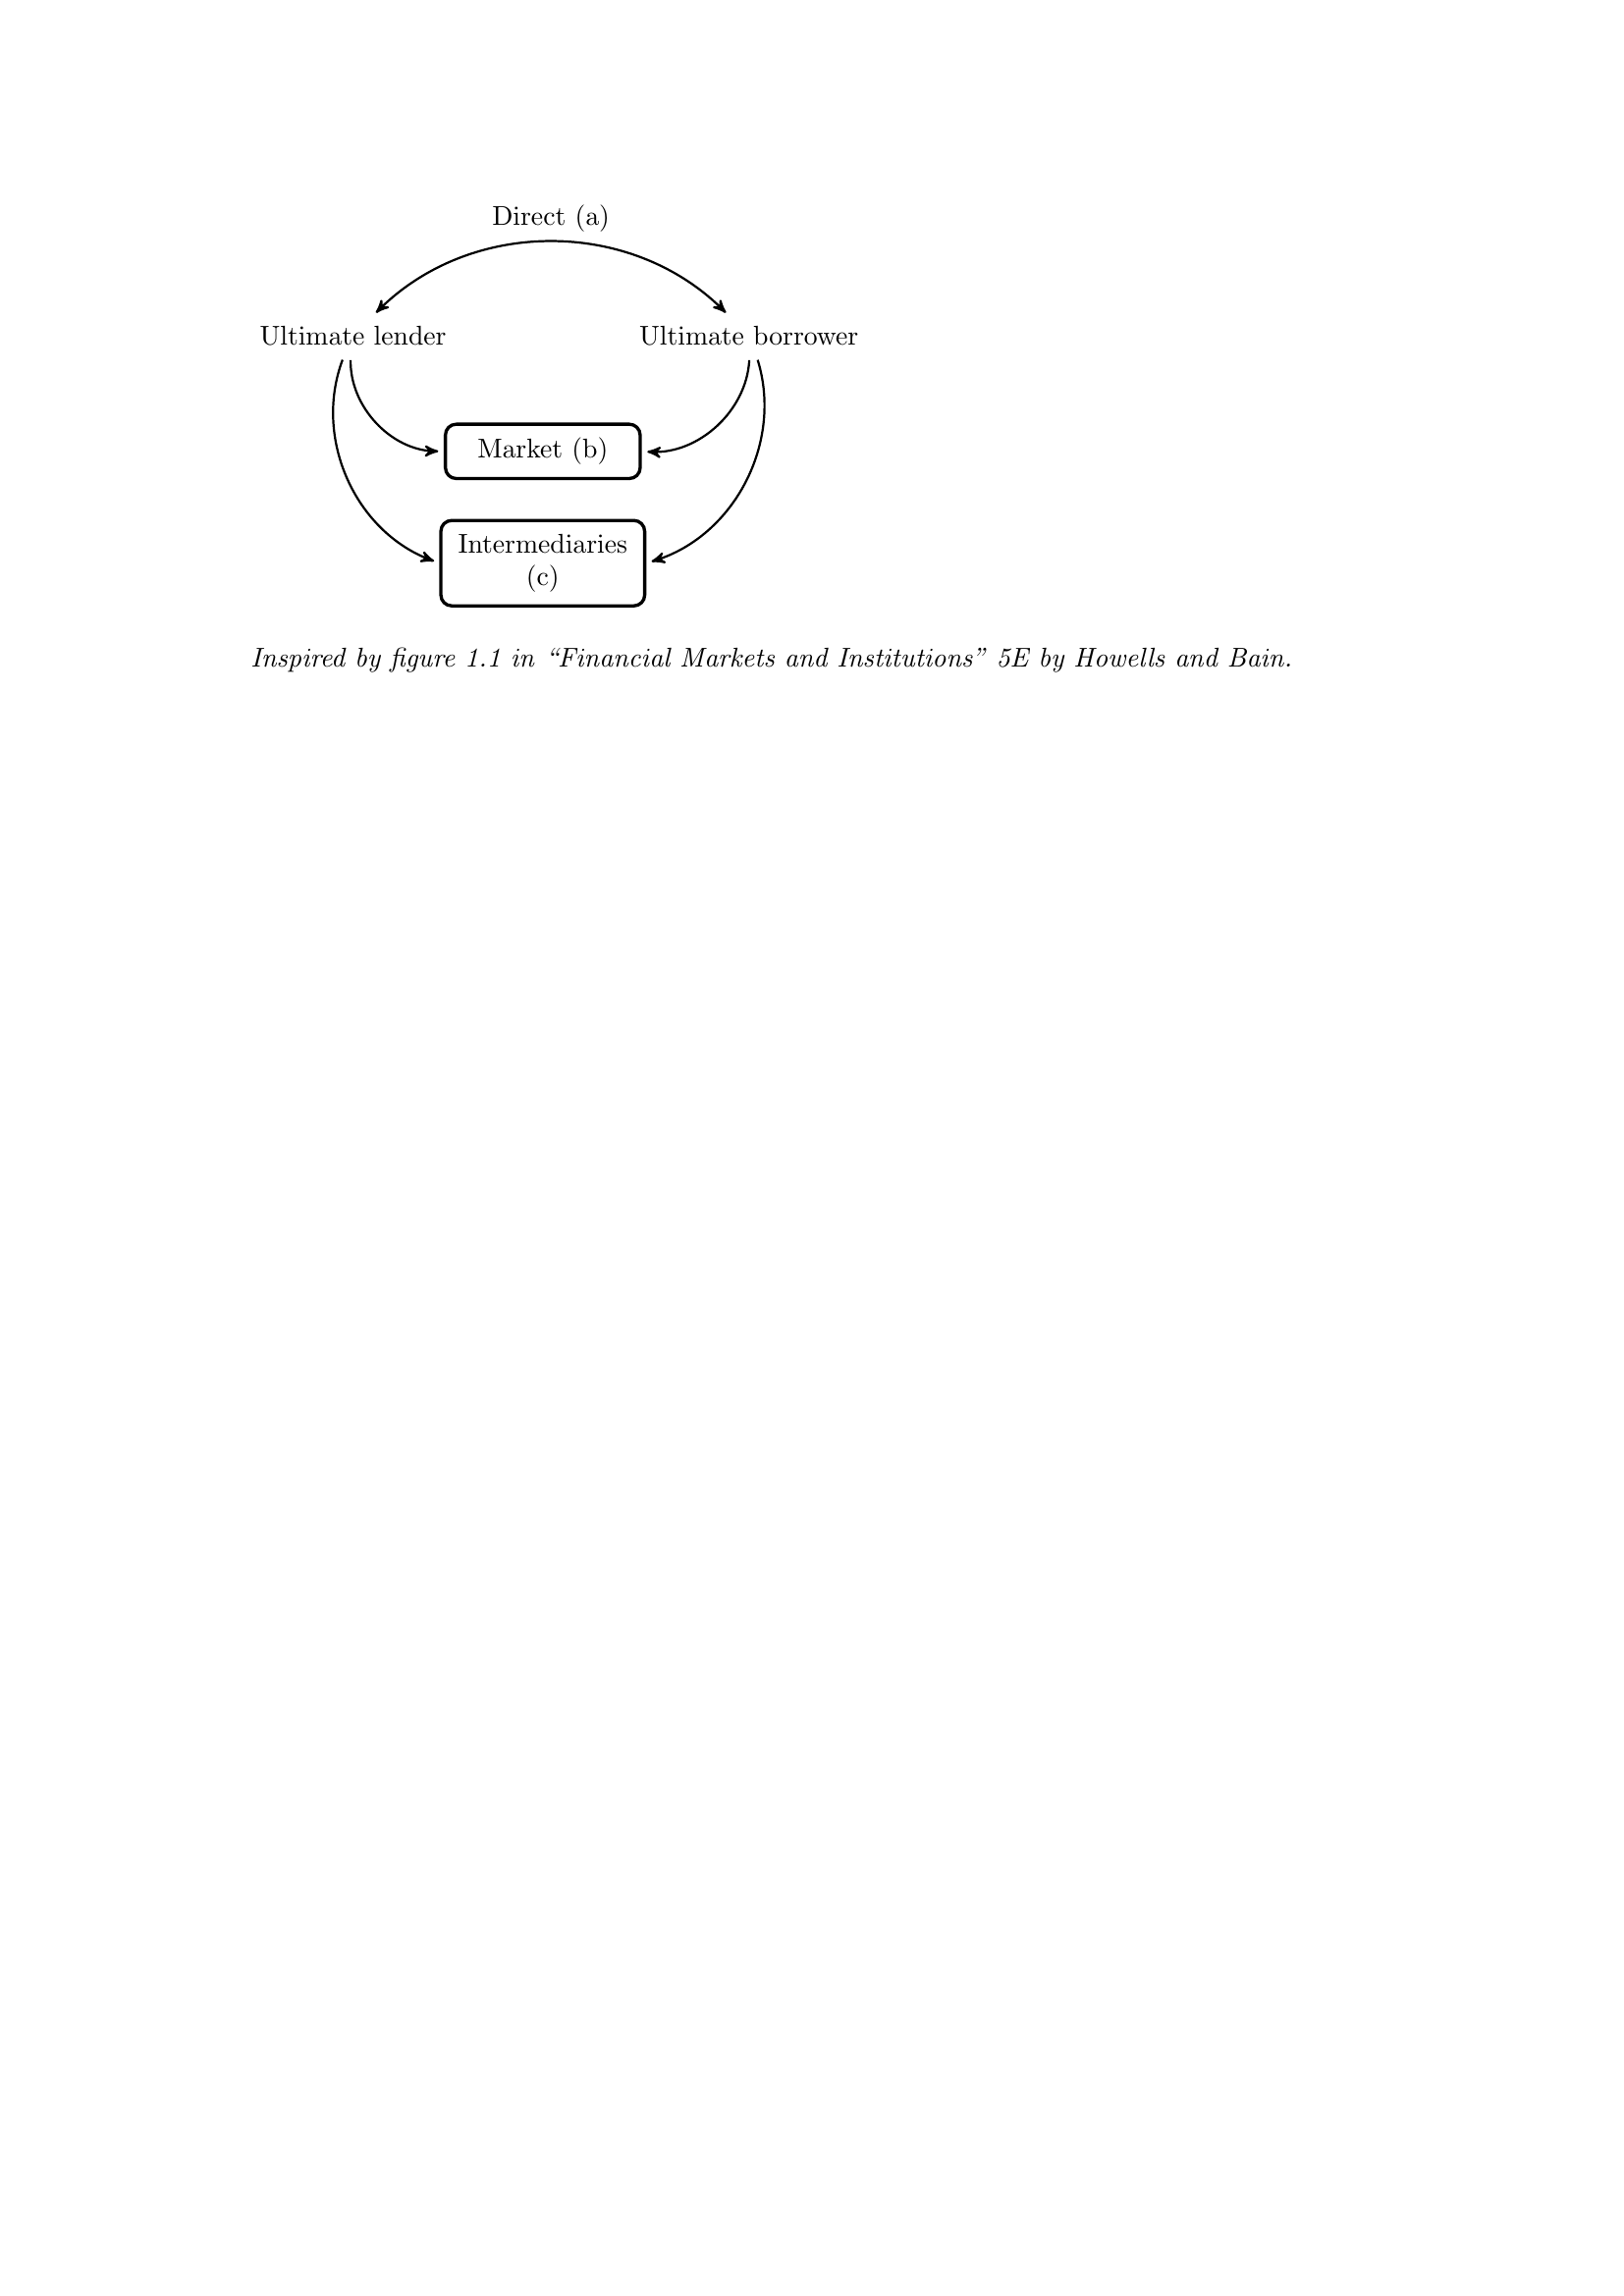 Direct (a)
Ultimate lender
Ultimate borrower
Market (b)
Intermediaries
(c)
Inspired by figure 1.1 in “Financial Markets and Institutions” 5E by Howells and Bain.